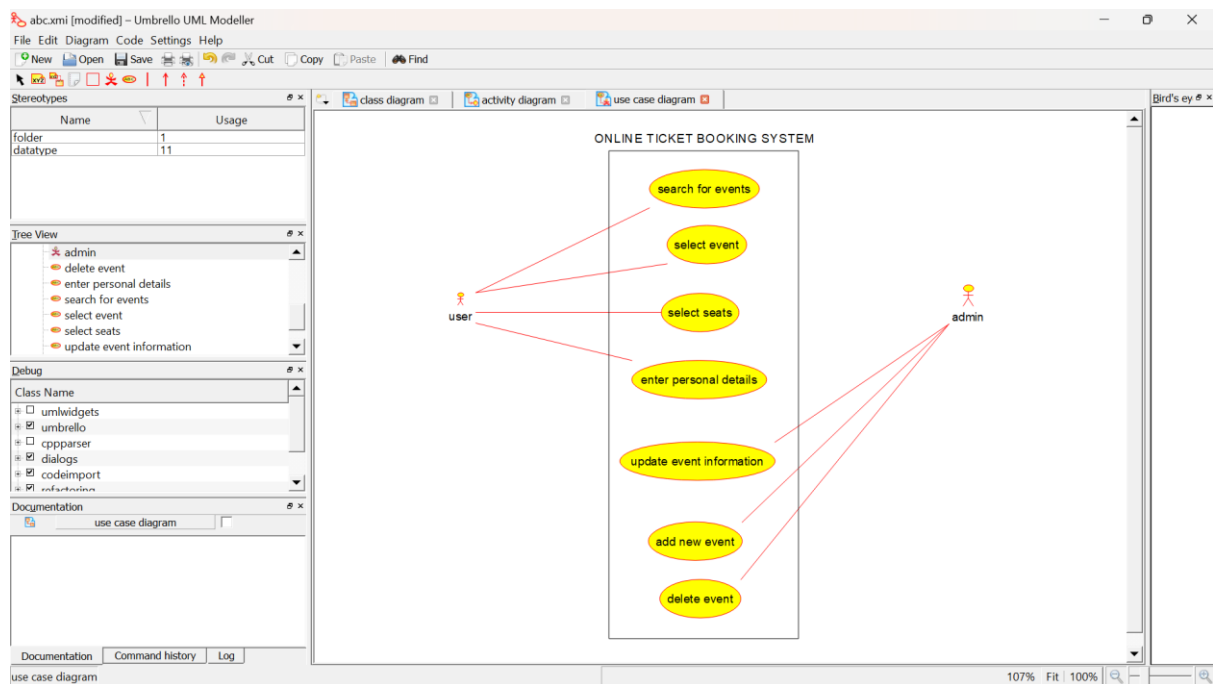 abc.xmi [modified] – Umbrello UML Modeller
File Edit Diagram Code Settings Help
New Open Save Cut Copy Paste Find
Stereotypes
Name Usage
folder 1
datatype 11
Tree View
admin
delete event
enter personal details
search for events
select event
select seats
update event information
Debug
Class Name
umlwidgets
umbrello
cppparser
dialogs
codeimport
refactoring
Documentation
use case diagram
Documentation Command history Log
use case diagram
class diagram activity diagram use case diagram
ONLINE TICKET BOOKING SYSTEM
search for events
select event
select seats
enter personal details
update event information
add new event
delete event
user
admin
Bird's ey
107% Fit 100%